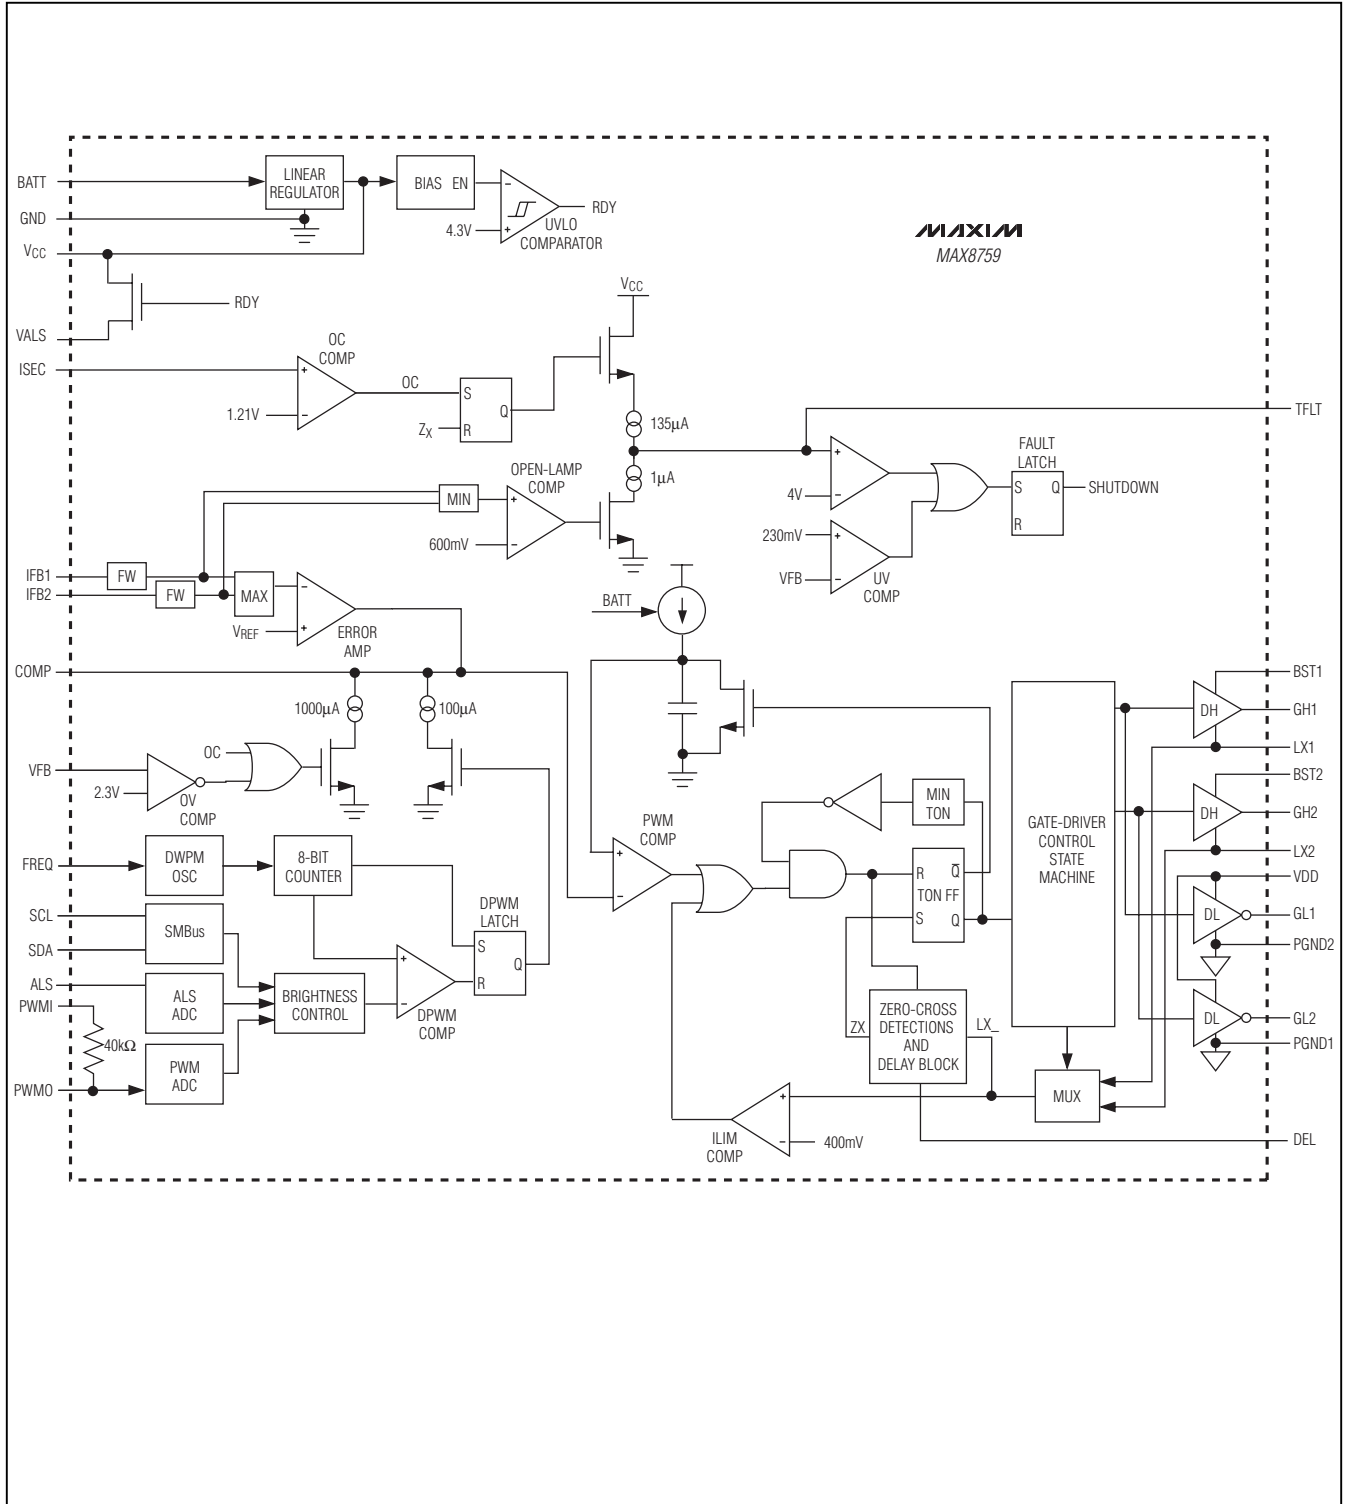 BATT
LINEAR
REGULATOR
BIAS EN
−
+
4.3V
UVLO
COMPARATOR
RDY
GND
VCC
RDY
VALS
MAXIM
MAX8759
VCC
ISEC
OC
COMP
+
−
1.21V
OC
S
R
Q
ZX
135µA
1µA
TFLT
OPEN-LAMP
COMP
MIN
+
−
600mV
+
−
4V
FAULT
LATCH
S
R
Q
SHUTDOWN
230mV
+
−
VFB
UV
COMP
IFB1
IFB2
FW
FW
MAX
−
+
VREF
ERROR
AMP
BATT
COMP
1000µA
100µA
OC
VFB
2.3V
OV
COMP
BST1
DH
GH1
LX1
BST2
DH
GH2
LX2
VDD
DL
GL1
PGND2
DL
GL2
PGND1
DEL
MIN
TON
PWM
COMP
+
−
R
Q
TON FF
S
Q
GATE-DRIVER
CONTROL
STATE
MACHINE
FREQ
DWPM
OSC
8-BIT
COUNTER
SCL
SDA
SMBus
DPWM
LATCH
S
R
Q
ALS
ALS
ADC
BRIGHTNESS
CONTROL
+
−
DPWM
COMP
PWMI
40kΩ
PWM
ADC
PWMO
ZX
ZERO-CROSS
DETECTIONS
AND
DELAY BLOCK
LX_
MUX
+
−
400mV
ILIM
COMP